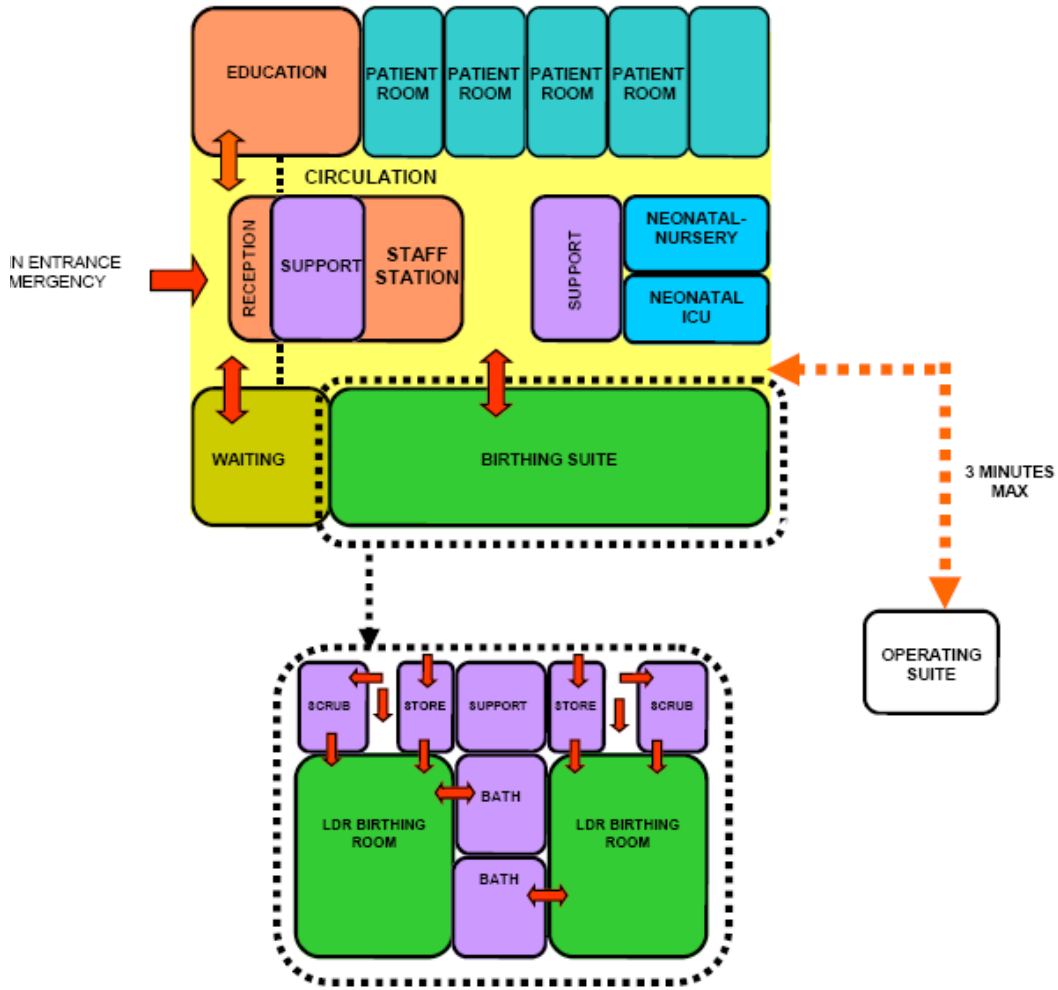 EDUCATION
PATIENT
ROOM
PATIENT
ROOM
PATIENT
ROOM
PATIENT
ROOM
CIRCULATION
RECEPTION
SUPPORT
STAFF
STATION
SUPPORT
NEONATAL-
NURSERY
NEONATAL
ICU
IN ENTRANCE
MERGENCY
WAITING
BIRTHING SUITE
3 MINUTES
MAX
OPERATING
SUITE
SCRUB
STORE
SUPPORT
STORE
SCRUB
LDR BIRTHING
ROOM
BATH
LDR BIRTHING
ROOM
BATH